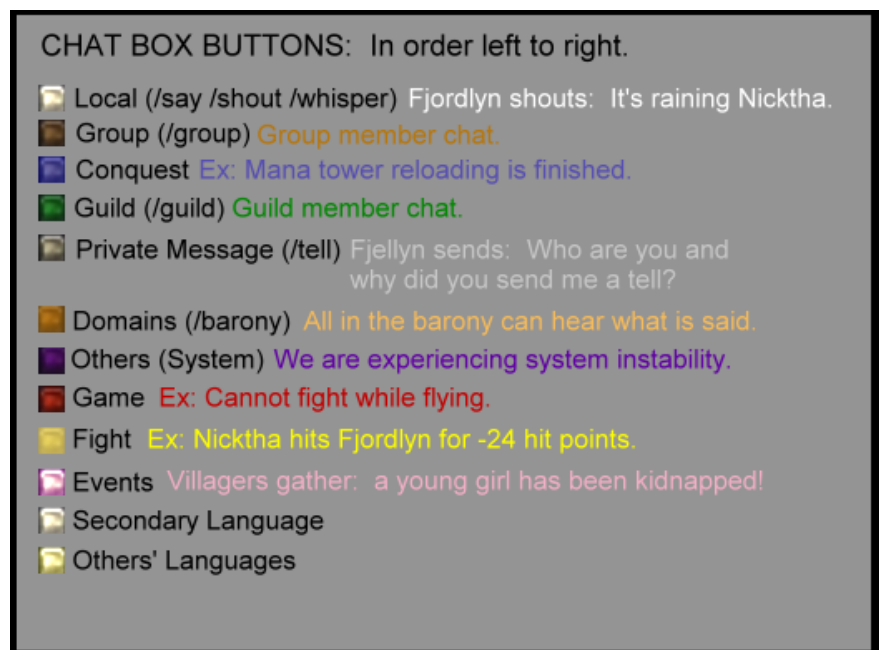 CHAT BOX BUTTONS:  In order left to right.
Local (/say /shout /whisper) Fjordlyn shouts:  It's raining Nicktha.
Group (/group) Group member chat.
Conquest Ex: Mana tower reloading is finished.
Guild (/guild) Guild member chat.
Private Message (/tell) Fjellyn sends:  Who are you and
why did you send me a tell?
Domains (/barony) All in the barony can hear what is said.
Others (System) We are experiencing system instability.
Game Ex: Cannot fight while flying.
Fight Ex: Nicktha hits Fjordlyn for -24 hit points.
Events Villagers gather:  a young girl has been kidnapped!
Secondary Language
Others' Languages